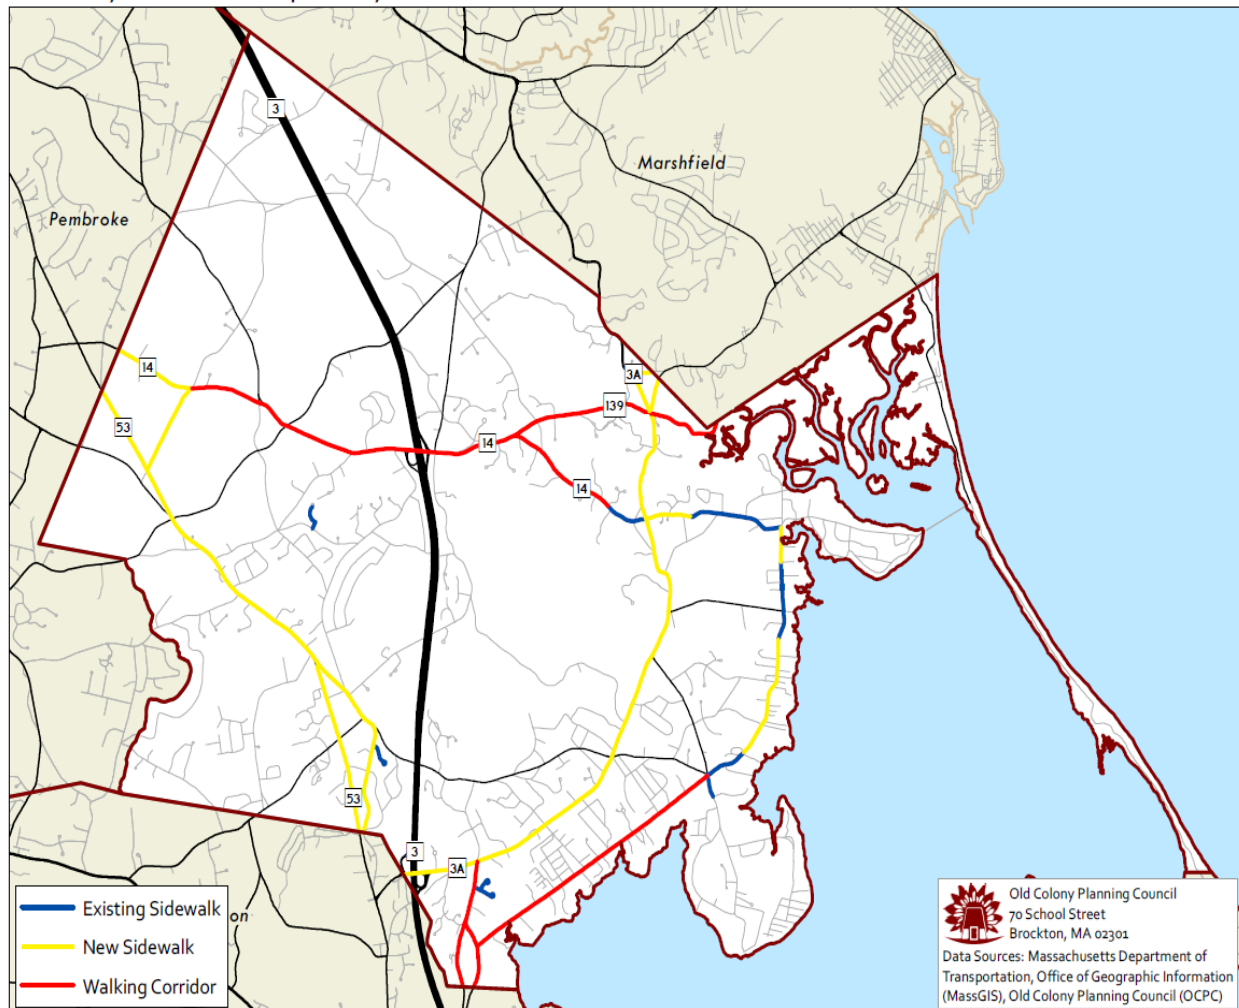 3
Marshfield
Pembroke
3A
14
139
53
14
14
53
3
3A
Existing Sidewalk
on
New Sidewalk
Walking Corridor
Old Colony Planning Council
70 School Street
Brockton, MA 02301
Data Sources: Massachusetts Department of
Transportation, Office of Geographic Information
(MassGIS), Old Colony Planning Council (OCPC)